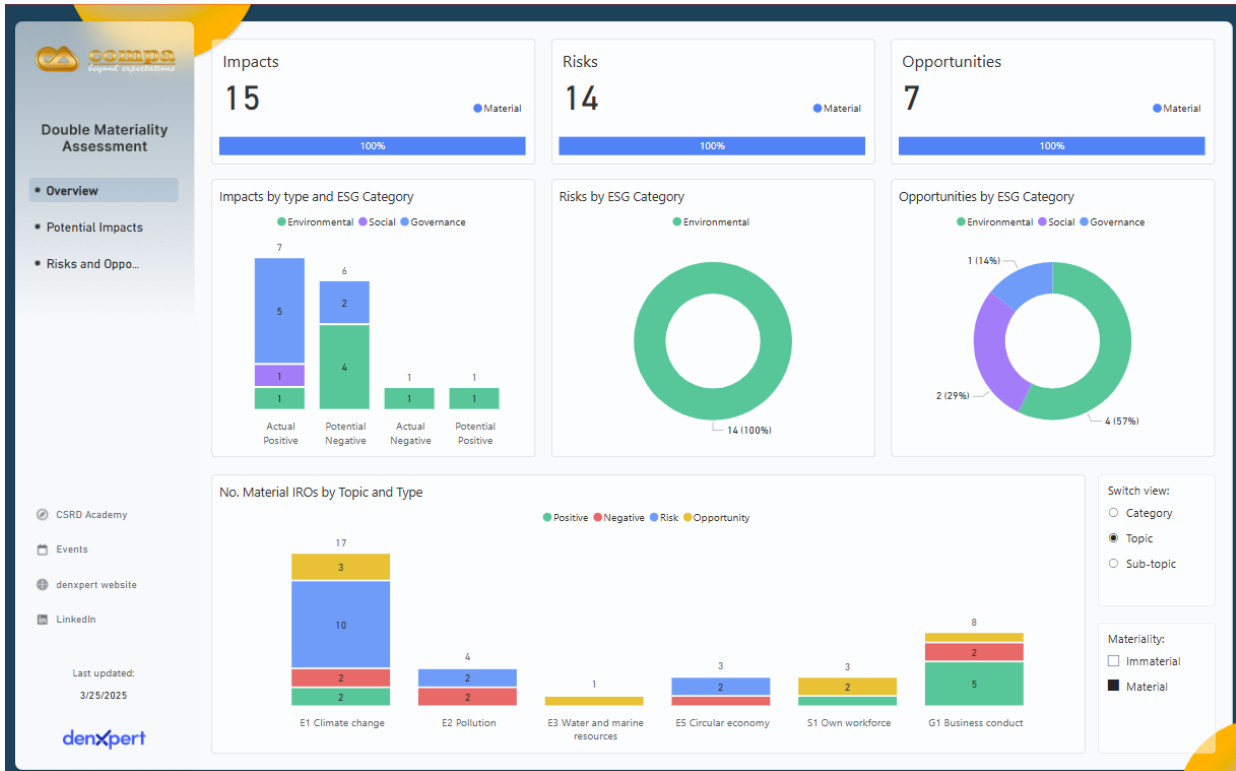 compa
beyond expectations
Double Materiality
Assessment
Overview
Potential Impacts
Risks and Oppo...
CSRD Academy
Events
denxpert website
LinkedIn
Last updated:
3/25/2025
denxpert
Impacts
15
Material
100%
Risks
14
Material
100%
Opportunities
7
Material
100%
Impacts by type and ESG Category
Environmental Social Governance
7
5
1
1
6
2
4
1
1
1
1
Actual
Positive
Potential
Negative
Actual
Negative
Potential
Positive
Risks by ESG Category
Environmental
14 (100%)
Opportunities by ESG Category
Environmental Social Governance
1 (14%)
2 (29%)
4 (57%)
No. Material IROs by Topic and Type
Positive Negative Risk Opportunity
17
3
10
2
2
E1 Climate change
4
2
2
E2 Pollution
1
E3 Water and marine
resources
3
2
E5 Circular economy
3
2
S1 Own workforce
8
2
5
G1 Business conduct
Switch view:
Category
Topic
Sub-topic
Materiality:
Immaterial
Material